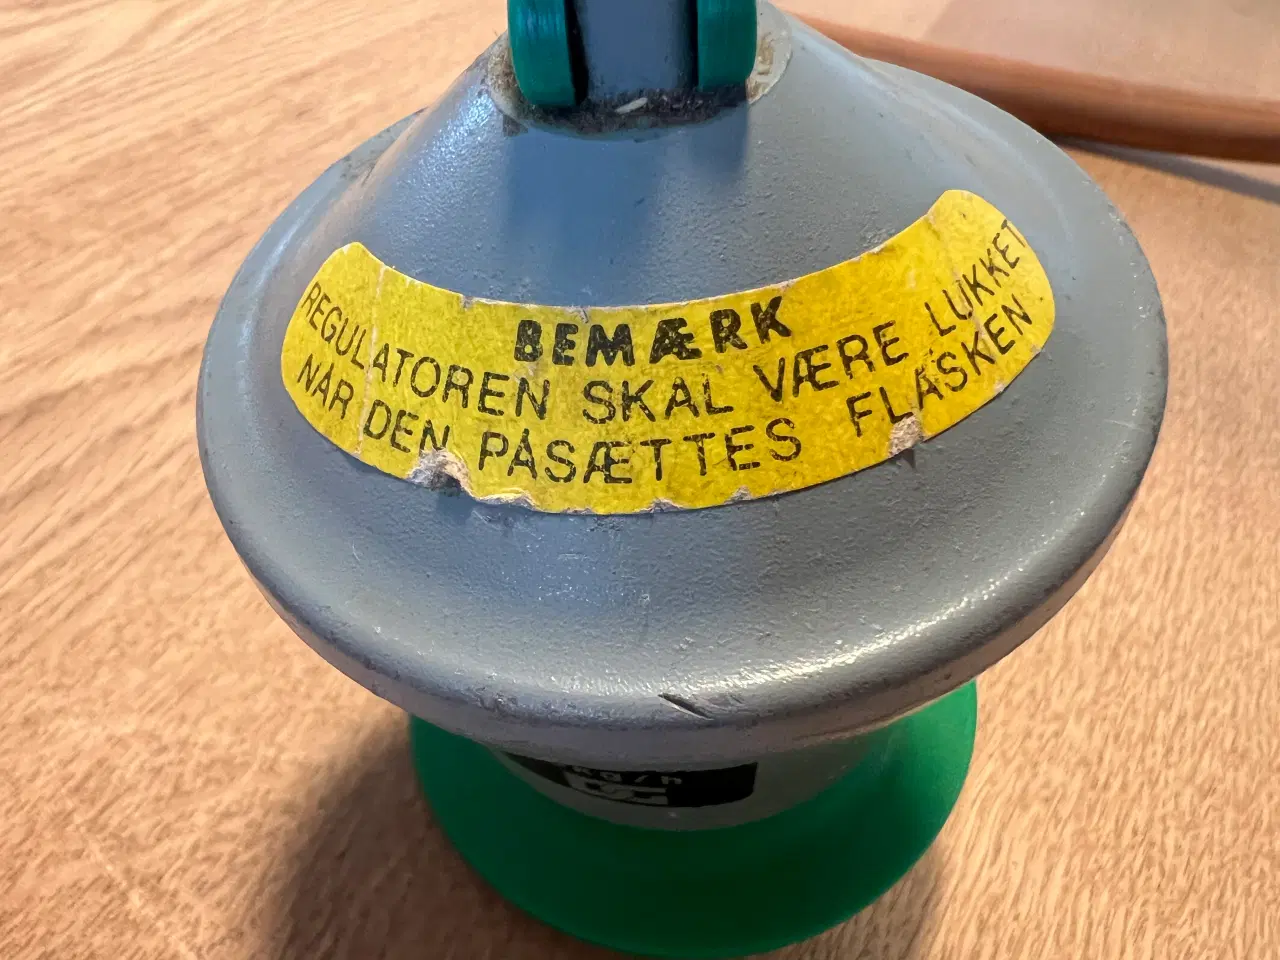 BEMÆRK
REGULATOREN SKAL VÆRE LUKKET
NÅR DEN PÅSÆTTES FLASKEN